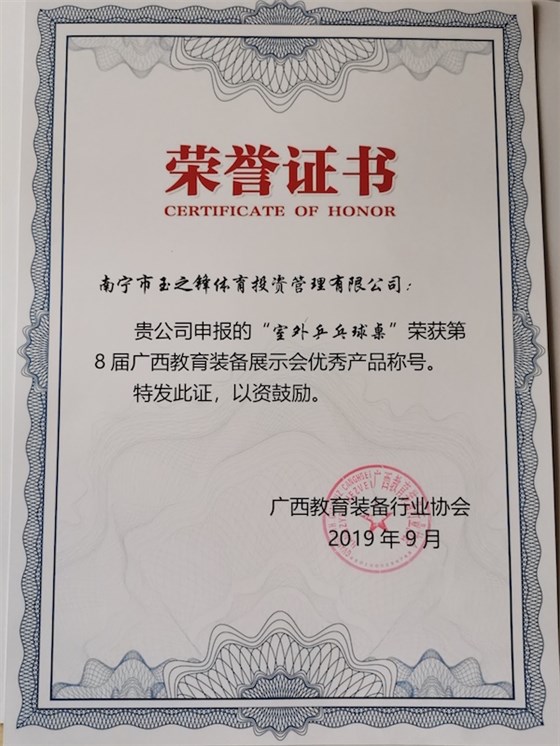 荣誉证书
CERTIFICATE OF HONOR
南宁市玉之锋体育投资管理有限公司：
贵公司申报的“室外乒乓球桌”荣获第
8届广西教育装备展示会优秀产品称号。
特发此证，以资鼓励。
广西教育装备行业协会
2019年9月